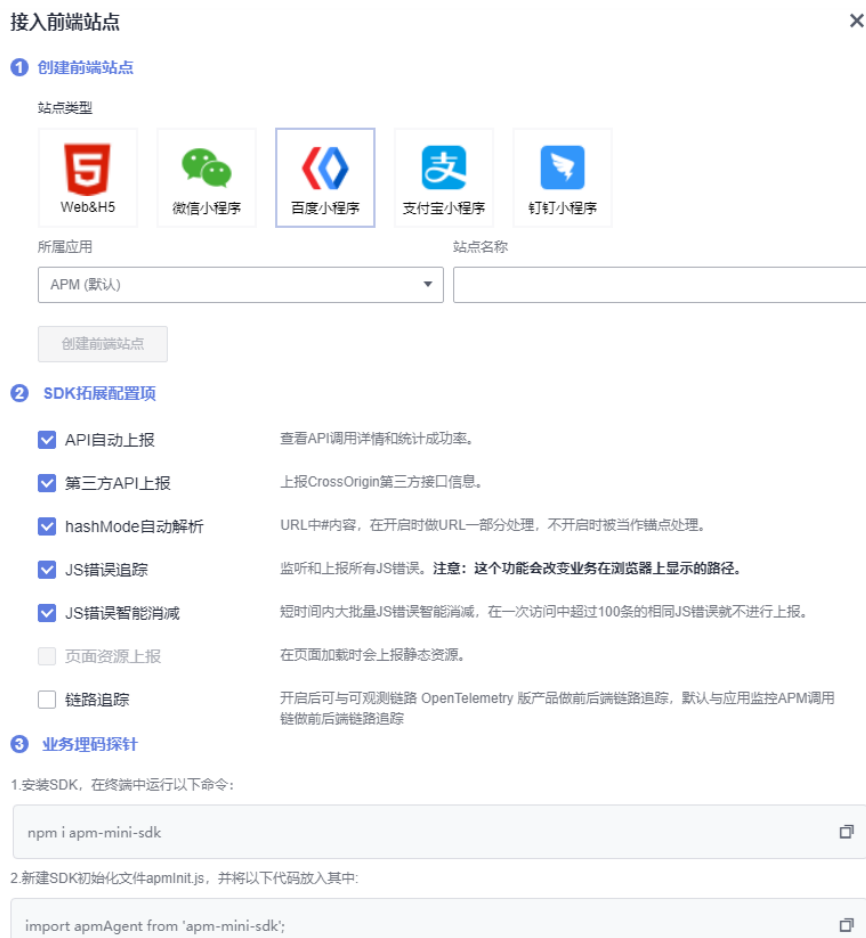 接入前端站点
1 创建前端站点
站点类型
Web&H5
微信小程序
百度小程序
支付宝小程序
钉钉小程序
所属应用
站点名称
APM (默认)
创建前端站点
2 SDK拓展配置项
API自动上报
查看API调用详情和统计成功率。
第三方API上报
上报CrossOrigin第三方接口信息。
hashMode自动解析
URL中#内容，在开启时做URL一部分处理，不开启时被当作锚点处理。
JS错误追踪
监听和上报所有JS错误。注意：这个功能会改变业务在浏览器上显示的路径。
JS错误智能消减
短时间内大批量JS错误智能消减，在一次访问中超过100条的相同JS错误就不进行上报。
页面资源上报
在页面加载时会上报静态资源。
链路追踪
开启后可与可观测链路 OpenTelemetry 版产品做前后端链路追踪，默认与应用监控APM调用
链做前后端链路追踪
3 业务埋码探针
1.安装SDK，在终端中运行以下命令：
npm i apm-mini-sdk
2.新建SDK初始化文件apmInit.js，并将以下代码放入其中:
import apmAgent from 'apm-mini-sdk';